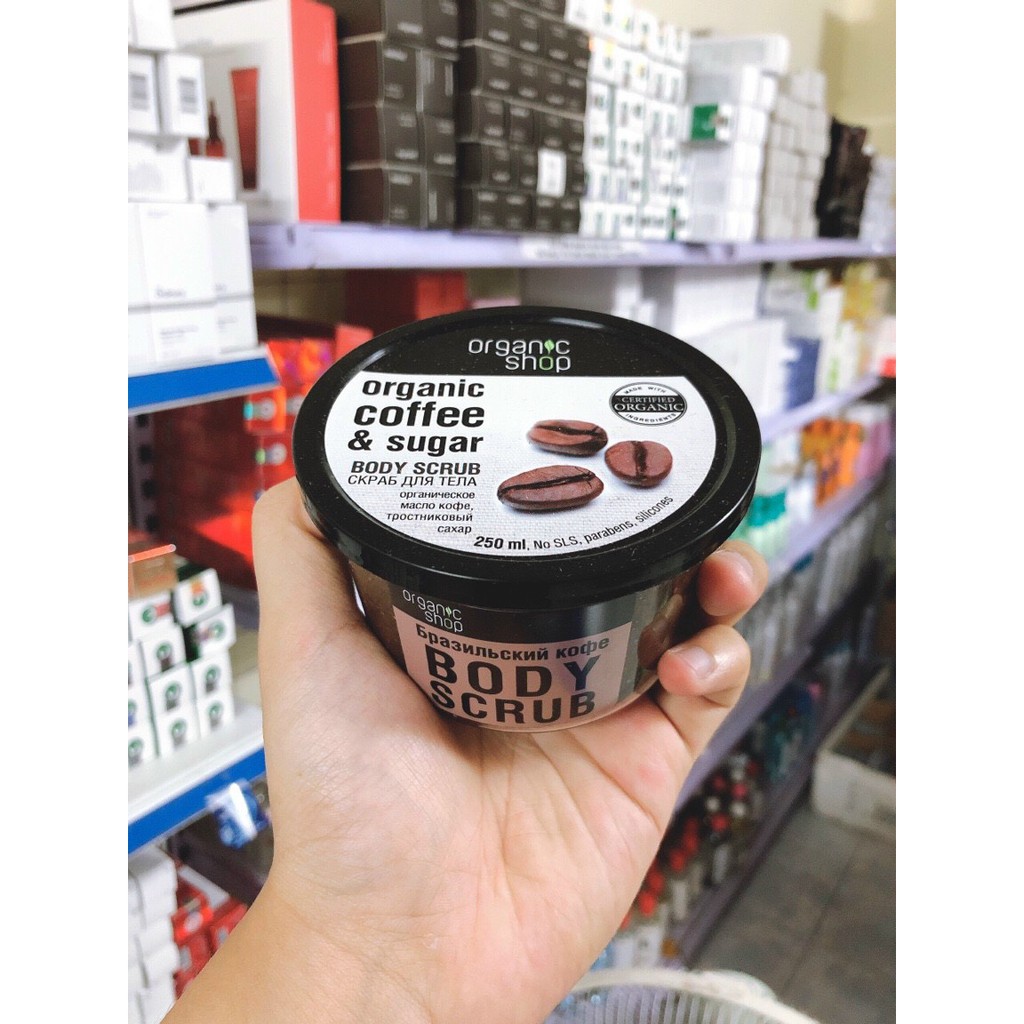 organic
shop
organic
coffee
& sugar
BODY SCRUB
СКРАБ ДЛЯ ТЕЛА
органическое
масло кофе,
тростниковый
сахар
250 ml, No SLS, parabens, silicones
MADE WITH
CERTIFIED
ORGANIC
INGREDIENTS
organic
shop
Бразильский кофе
BODY
SCRUB